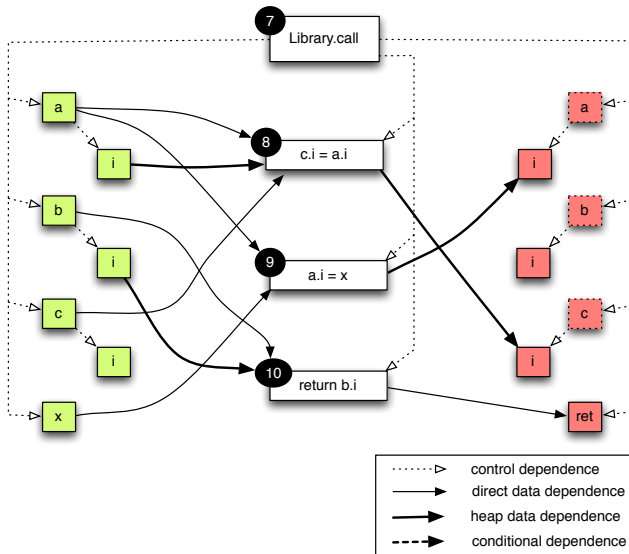 7
Library.call
a
a
8
i
c.i = a.i
i
b
b
i
9
a.i = x
i
c
c
i
i
10
return b.i
x
ret
control dependence
direct data dependence
heap data dependence
conditional dependence